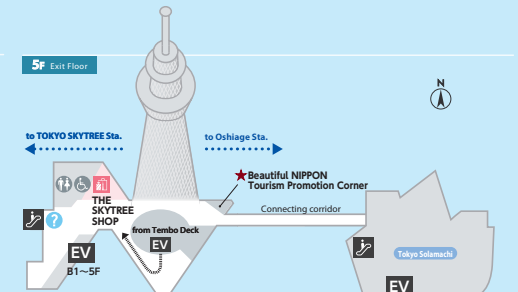 5F Exit Floor
N
to TOKYO SKYTREE Sta.
to Oshiage Sta.
★Beautiful NIPPON
Tourism Promotion Corner
THE
SKYTREE
SHOP
Connecting corridor
?
from Tembo Deck
EV
EV
B1～5F
Tokyo Solamachi
EV